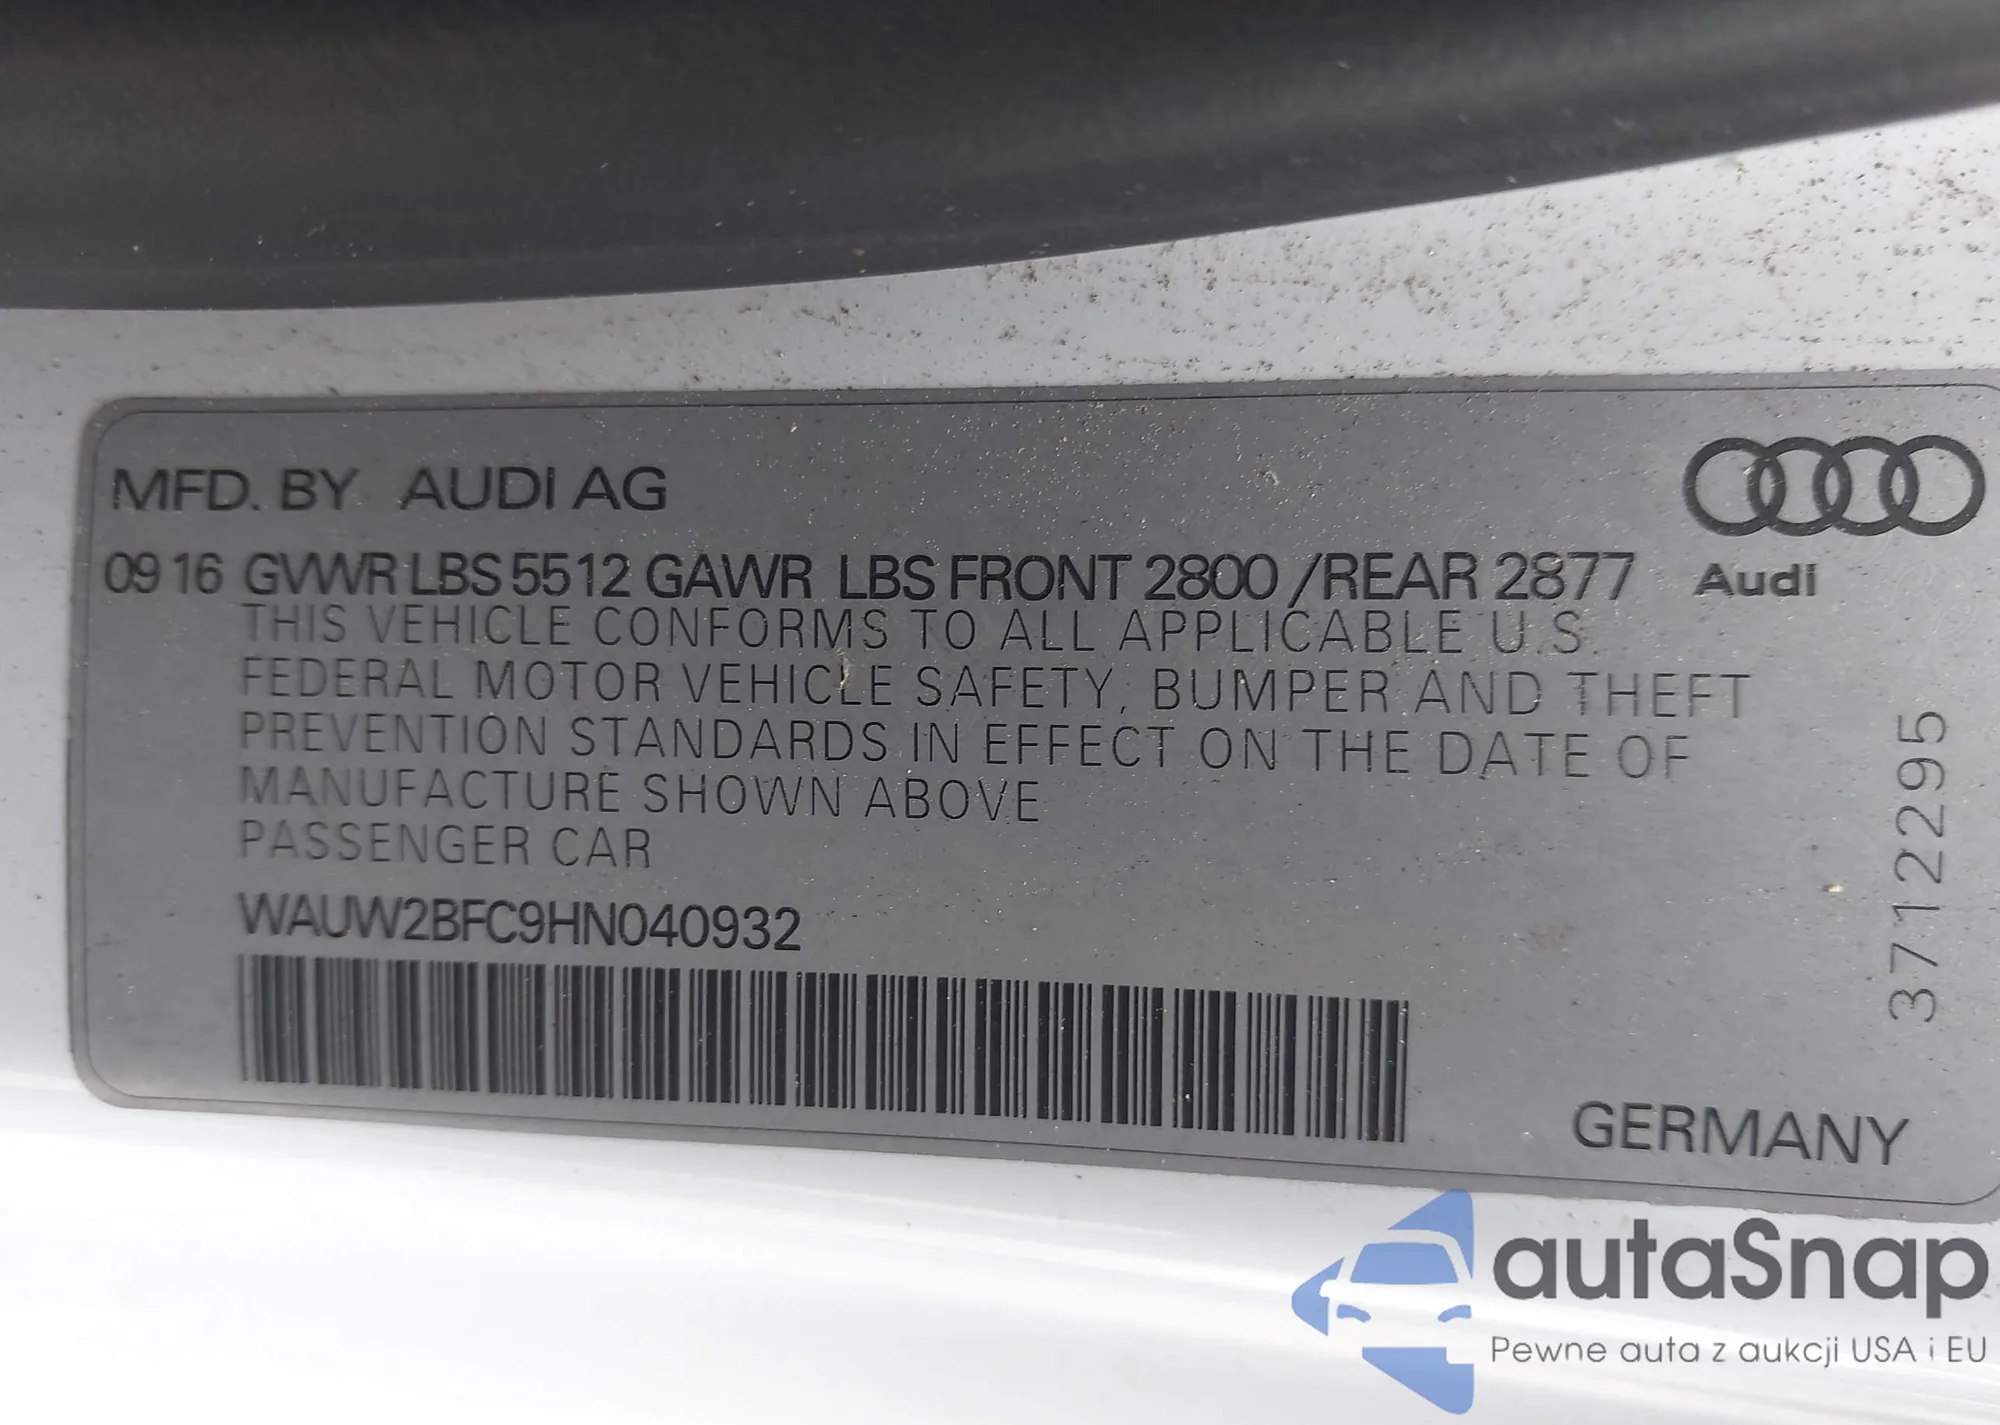 MFD. BY AUDI AG
09 16 GVWR LBS 5512 GAWR LBS FRONT 2800 /REAR 2877
Audi
THIS VEHICLE CONFORMS TO ALL APPLICABLE U.S.
FEDERAL MOTOR VEHICLE SAFETY, BUMPER AND THEFT
PREVENTION STANDARDS IN EFFECT ON THE DATE OF
MANUFACTURE SHOWN ABOVE
PASSENGER CAR
WAUW2BFC9HN040932
3712295
GERMANY
autaSnap
Pewne auta z aukcji USA i EU